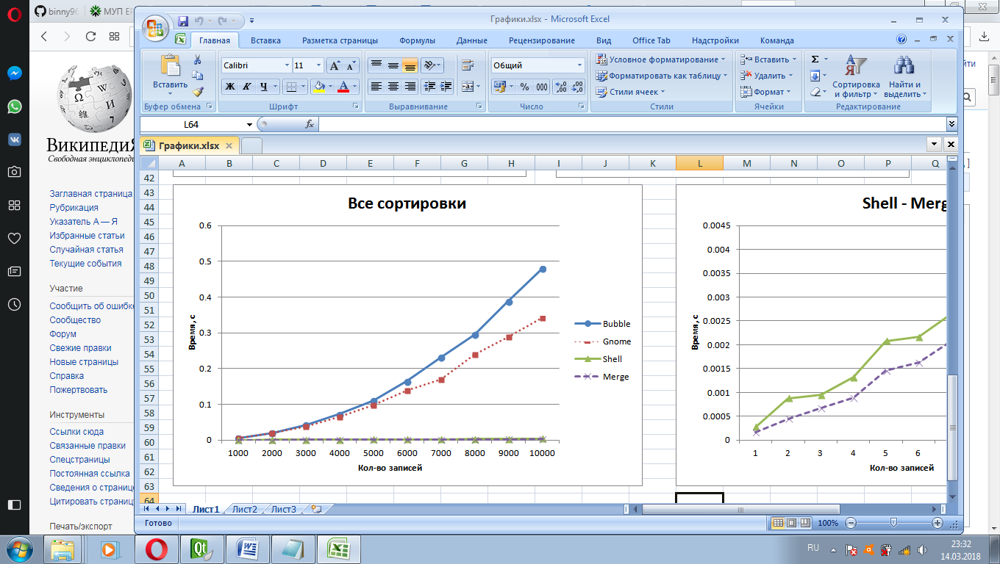 binny96
МУП ЕР
Графики.xlsx - Microsoft Excel
Главная
Вставка
Разметка страницы
Формулы
Данные
Рецензирование
Вид
Office Tab
Надстройки
Команда
Вставить
Calibri
11
Общий
Условное форматирование
Форматировать как таблицу
Стили ячеек
Вставить
Удалить
Формат
Сортировка
и фильтр
Найти и
выделить
Ж К Ч
% 000
Буфер обмена
Шрифт
Выравнивание
Число
Стили
Ячейки
Редактирование
L64
fx
Графики.xlsx
A B C D E F G H I J K L M N O P Q
42
43
44
45
46
47
48
49
50
51
52
53
54
55
56
57
58
59
60
61
62
63
64
Все сортировки
0.6
0.5
0.4
0.3
0.2
0.1
0
Время, с
1000 2000 3000 4000 5000 6000 7000 8000 9000 10000
Кол-во записей
Bubble
Gnome
Shell
Merge
Shell - Merg
0.0045
0.004
0.0035
0.003
0.0025
0.002
0.0015
0.001
0.0005
0
Время, с
1 2 3 4 5 6
Кол-во записей
Лист1 Лист2 Лист3
Готово
100%
ВикипедиЯ
Свободная энциклопеди
Заглавная страница
Рубрикация
Указатель А — Я
Избранные статьи
Случайная статья
Текущие события
Участие
Сообщить об ошибке
Сообщество
Форум
Свежие правки
Новые страницы
Справка
Пожертвовать
Инструменты
Ссылки сюда
Связанные правки
Спецстраницы
Постоянная ссылка
Сведения о странице
Цитировать страниц
Печать/экспорт
йти
RU
23:32
14.03.2018